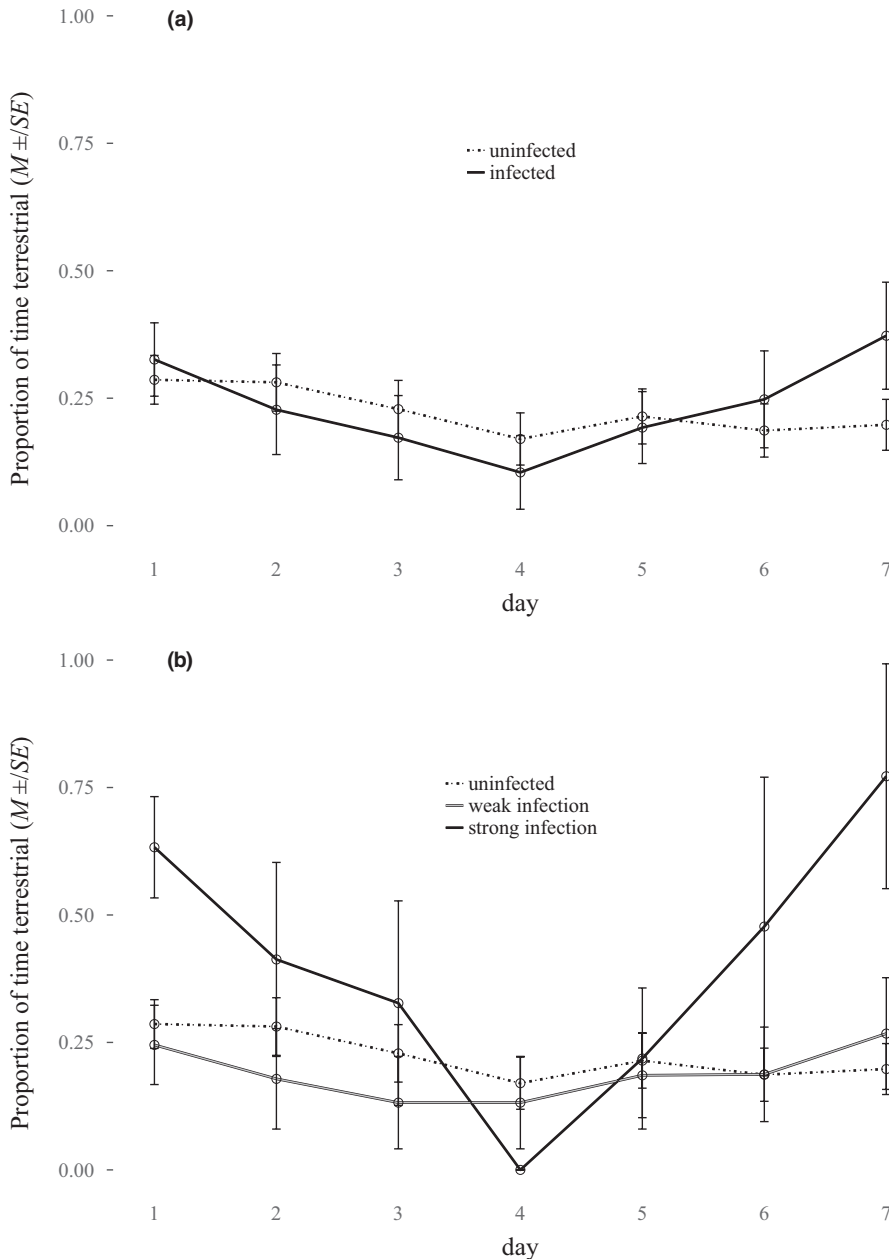 1.00
(a)
0.75
uninfected
infected
0.50
0.25
0.00
Proportion of time terrestrial (M ±/SE)
1 2 3 4 5 6 7
day
1.00
(b)
0.75
uninfected
weak infection
strong infection
0.50
0.25
0.00
Proportion of time terrestrial (M ±/SE)
1 2 3 4 5 6 7
day